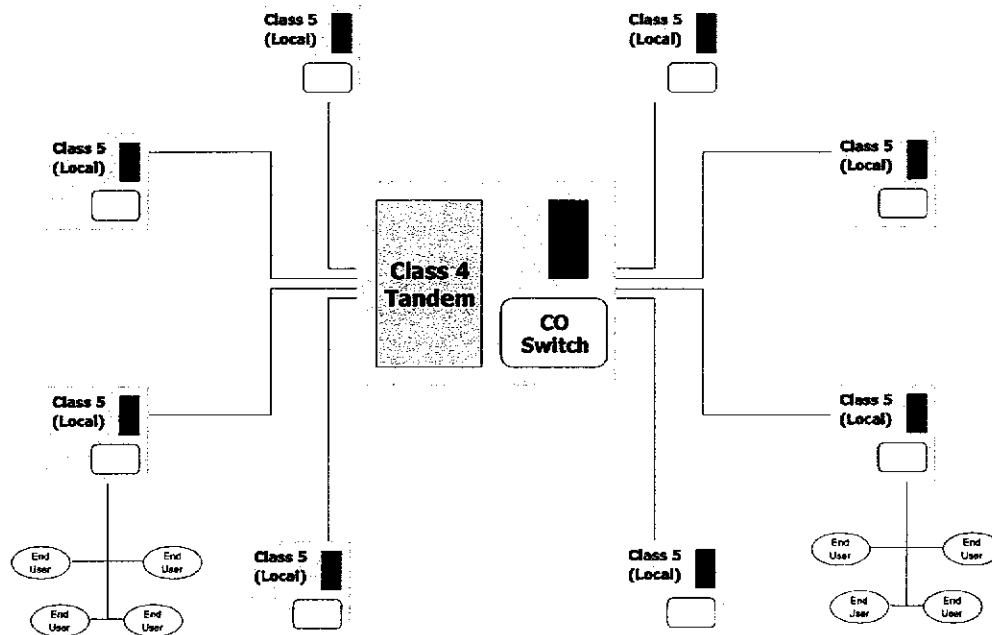 Class 5
(Local)
Class 5
(Local)
Class 5
(Local)
Class 5
(Local)
Class 4
Tandem
CO
Switch
Class 5
(Local)
Class 5
(Local)
End
User
End
User
End
User
End
User
Class 5
(Local)
Class 5
(Local)
End
User
End
User
End
User
End
User